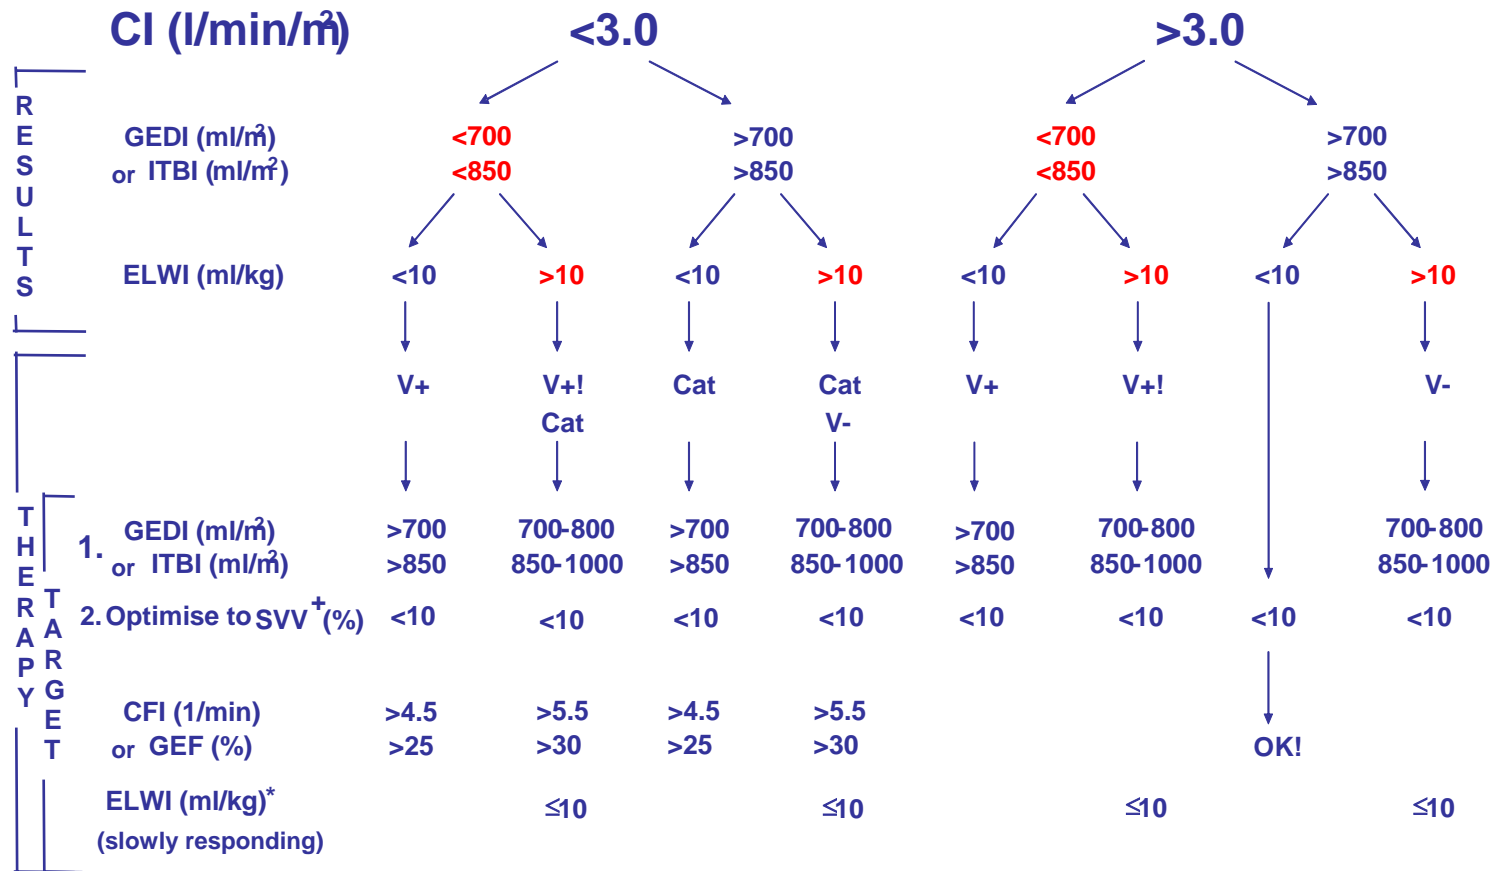 CI (l/min/m²) <3.0 >3.0
RESULTS
GEDI (ml/m²) <700 >700 <700 >700
or ITBI (ml/m²) <850 >850 <850 >850
ELWI (ml/kg) <10 >10 <10 >10 <10 >10 <10 >10
V+ V+! Cat Cat V+ V+! V-
Cat V-
THERAPY
TARGET
1. GEDI (ml/m²) >700 700-800 >700 700-800 >700 700-800 700-800
or ITBI (ml/m²) >850 850-1000 >850 850-1000 >850 850-1000 850-1000
2. Optimise to SVV⁺(%) <10 <10 <10 <10 <10 <10 <10 <10
CFI (1/min) >4.5 >5.5 >4.5 >5.5
or GEF (%) >25 >30 >25 >30 OK!
ELWI (ml/kg)* ≤10 ≤10 ≤10 ≤10
(slowly responding)